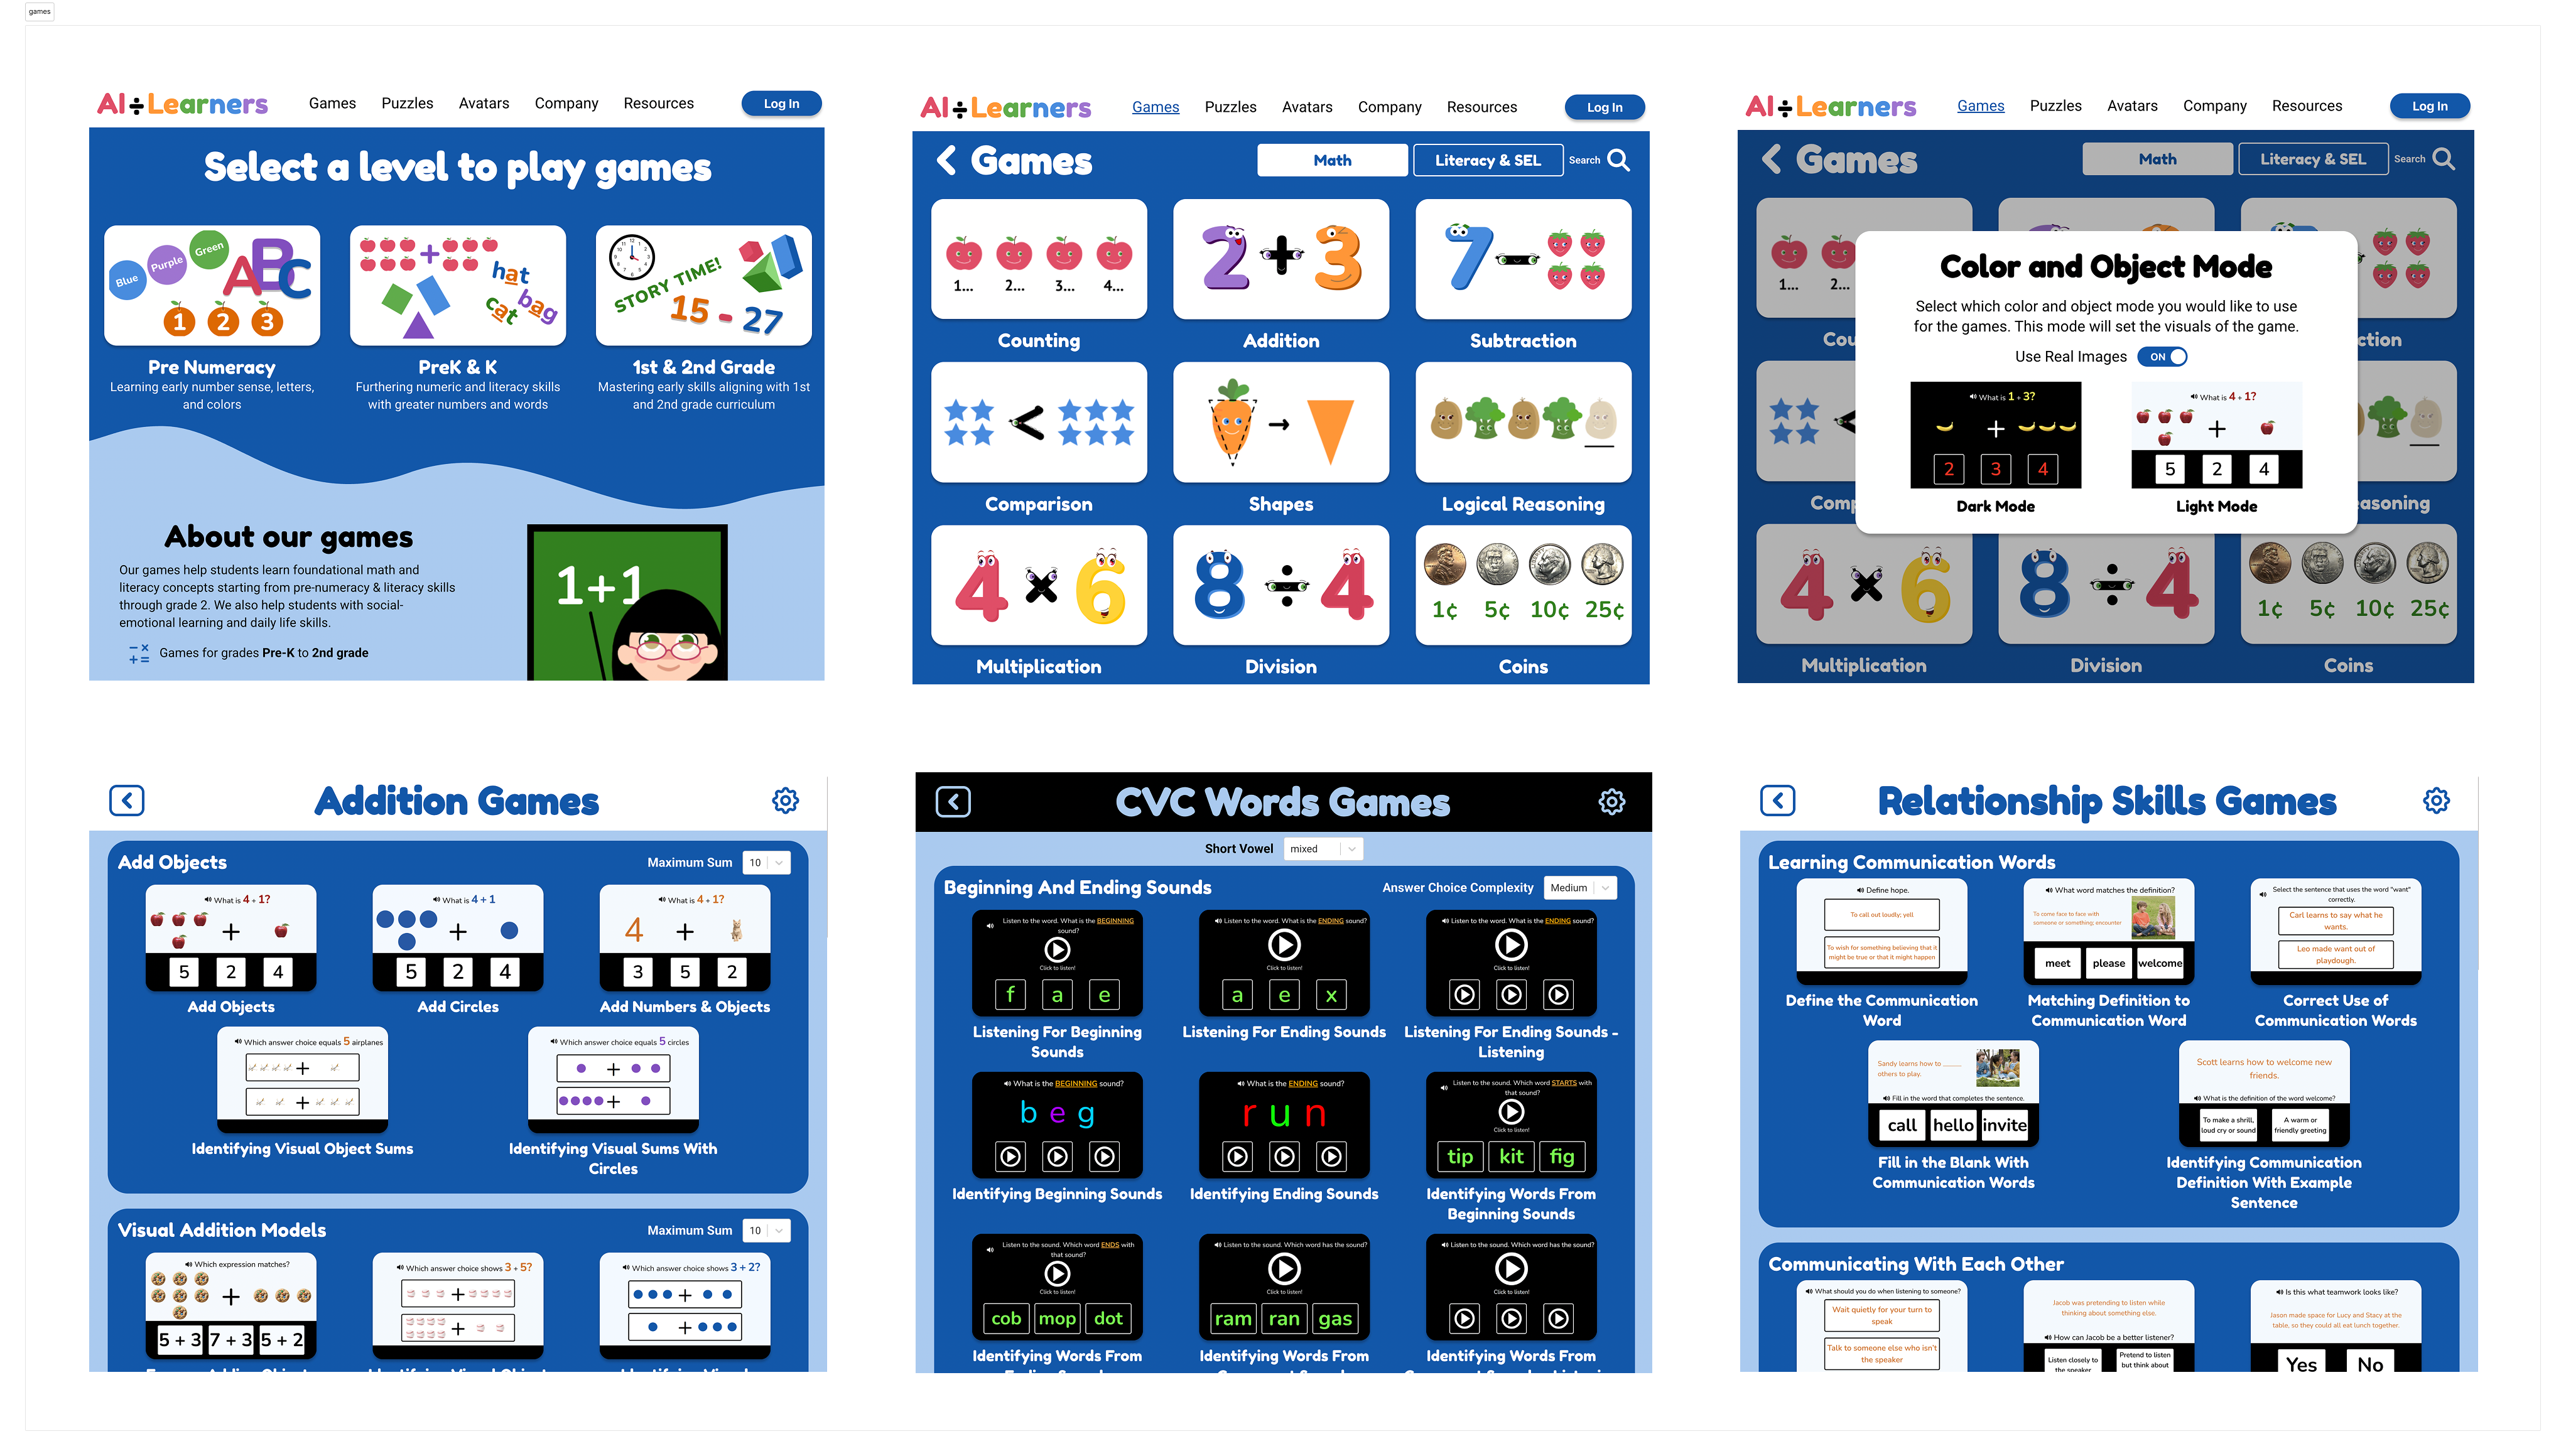 games
AI÷Learners
Games Puzzles Avatars Company Resources Log In
Select a level to play games
Blue Purple Green ABC
1 2 3
Pre Numeracy
Learning early number sense, letters,
and colors
+ hat
cat bag
PreK & K
Furthering numeric and literacy skills
with greater numbers and words
STORY TIME!
15 - 27
1st & 2nd Grade
Mastering early skills aligning with 1st
and 2nd grade curriculum
About our games
Our games help students learn foundational math and
literacy concepts starting from pre-numeracy & literacy skills
through grade 2. We also help students with social-
emotional learning and daily life skills.
Games for grades Pre-K to 2nd grade
1+1
AI÷Learners
Games Puzzles Avatars Company Resources Log In
Games Math Literacy & SEL Search
1... 2... 3... 4...
Counting
2 + 3
Addition
7 -
Subtraction
<
Comparison
Shapes
Logical Reasoning
4 × 6
Multiplication
8 ÷ 4
Division
1¢ 5¢ 10¢ 25¢
Coins
AI÷Learners
Games Puzzles Avatars Company Resources Log In
Games Math Literacy & SEL Search
Color and Object Mode
Select which color and object mode you would like to use
for the games. This mode will set the visuals of the game.
Use Real Images ON
What is 1 + 3?
+
2 3 4
Dark Mode
What is 4 + 1?
+
5 2 4
Light Mode
1... 2...
Cou
ction
Comp
easoning
4 × 6
Multiplication
8 ÷ 4
Division
1¢ 5¢ 10¢ 25¢
Coins
Addition Games
Add Objects Maximum Sum 10
What is 4 + 1?
+
5 2 4
Add Objects
What is 4 + 1
+
5 2 4
Add Circles
What is 4 + 1?
4 +
3 5 2
Add Numbers & Objects
Which answer choice equals 5 airplanes
+
+
Identifying Visual Object Sums
Which answer choice equals 5 circles
+
+
Identifying Visual Sums With
Circles
Visual Addition Models Maximum Sum 10
Which expression matches?
+
5 + 3 7 + 3 5 + 2
Which answer choice shows 3 + 5?
+
+
Which answer choice shows 3 + 2?
+
+
CVC Words Games
Short Vowel mixed
Beginning And Ending Sounds Answer Choice Complexity Medium
Listen to the word. What is the BEGINNING
sound?
Click to listen!
f a e
Listening For Beginning
Sounds
Listen to the word. What is the ENDING sound?
Click to listen!
a e x
Listening For Ending Sounds
Listen to the word. What is the ENDING sound?
Click to listen!
Listening For Ending Sounds -
Listening
What is the BEGINNING sound?
b e g
Identifying Beginning Sounds
What is the ENDING sound?
r u n
Identifying Ending Sounds
Listen to the sound. Which word STARTS with
that sound?
Click to listen!
tip kit fig
Identifying Words From
Beginning Sounds
Listen to the sound. Which word ENDS with
that sound?
Click to listen!
cob mop dot
Identifying Words From
Listen to the sound. Which word has the sound?
Click to listen!
ram ran gas
Identifying Words From
Listen to the sound. Which word has the sound?
Click to listen!
Identifying Words From
Relationship Skills Games
Learning Communication Words
Define hope.
To call out loudly; yell
To wish for something believing that it
might be true or that it might happen
Define the Communication
Word
What word matches the definition?
To come face to face with
someone or something; encounter
meet please welcome
Matching Definition to
Communication Word
Select the sentence that uses the word "want"
correctly.
Carl learns to say what he
wants.
Leo made want out of
playdough.
Correct Use of
Communication Words
Sandy learns how to _____
others to play.
Fill in the word that completes the sentence.
call hello invite
Fill in the Blank With
Communication Words
Scott learns how to welcome new
friends.
What is the definition of the word welcome?
To make a shrill,
loud cry or sound
A warm or
friendly greeting
Identifying Communication
Definition With Example
Sentence
Communicating With Each Other
What should you do when listening to someone?
Wait quietly for your turn to
speak
Talk to someone else who isn't
the speaker
Jacob was pretending to listen while
thinking about something else.
How can Jacob be a better listener?
Listen closely to
the speaker
Pretend to listen
but think about
Is this what teamwork looks like?
Jason made space for Lucy and Stacy at the
table, so they could all eat lunch together.
Yes No